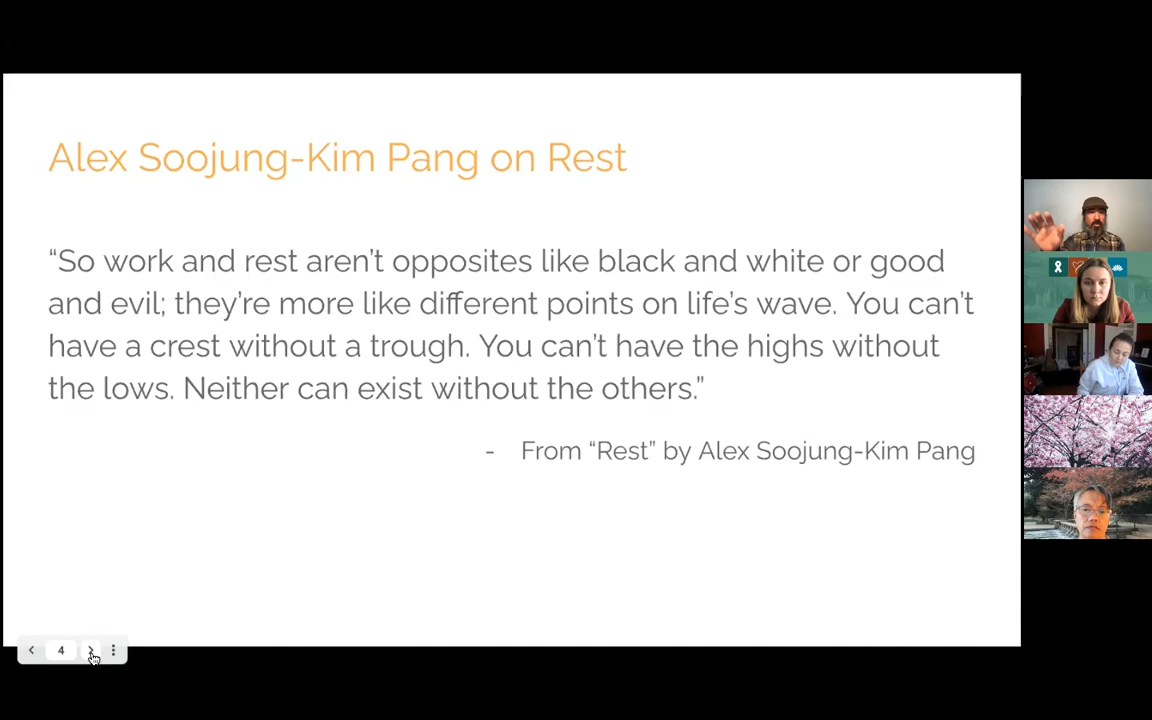 Alex Soojung-Kim Pang on Rest
“So work and rest aren’t opposites like black and white or good
and evil; they’re more like different points on life’s wave. You can’t
have a crest without a trough. You can’t have the highs without
the lows. Neither can exist without the others.”
- From “Rest” by Alex Soojung-Kim Pang
4